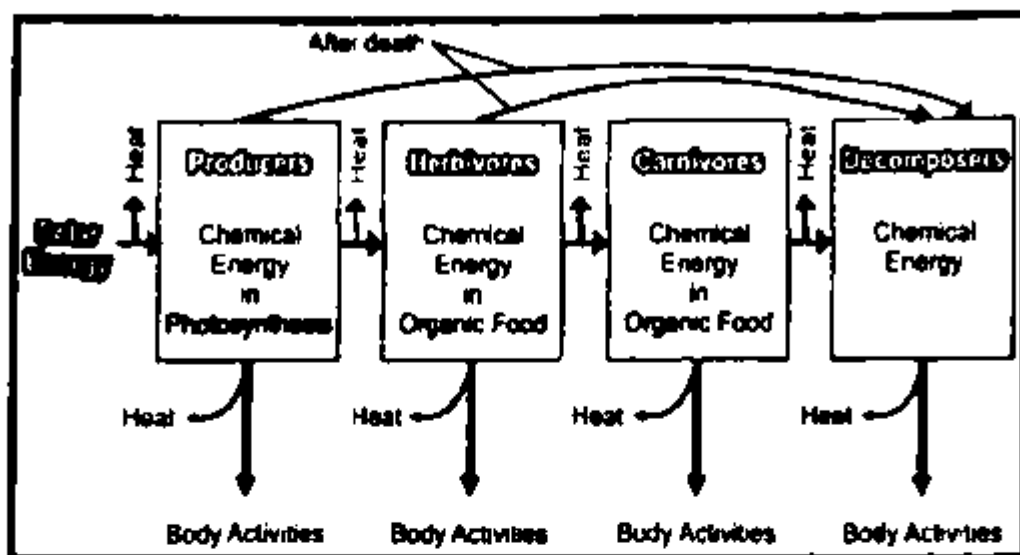 After death
Heat
Heat
Heat
Heat
Producers
Herbivores
Carnivores
Decomposers
Solar
Energy
Chemical
Energy
in
Photosynthesis
Chemical
Energy
in
Organic Food
Chemical
Energy
in
Organic Food
Chemical
Energy
Heat
Heat
Heat
Heat
Body Activities
Body Activities
Body Activities
Body Activities